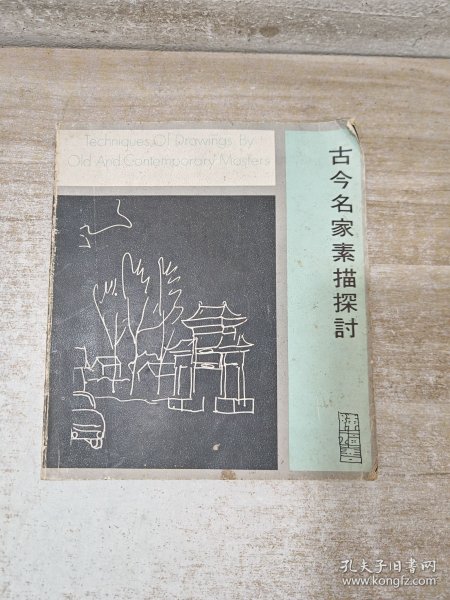 Techniques Of Drawings By
Old And Contemporary Masters
古今名家素描探討
孔夫子旧书网
www.kongfz.com